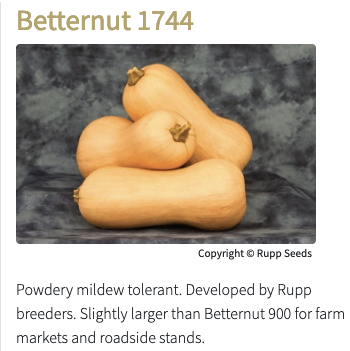 Betternut 1744
Copyright © Rupp Seeds
Powdery mildew tolerant. Developed by Rupp
breeders. Slightly larger than Betternut 900 for farm
markets and roadside stands.